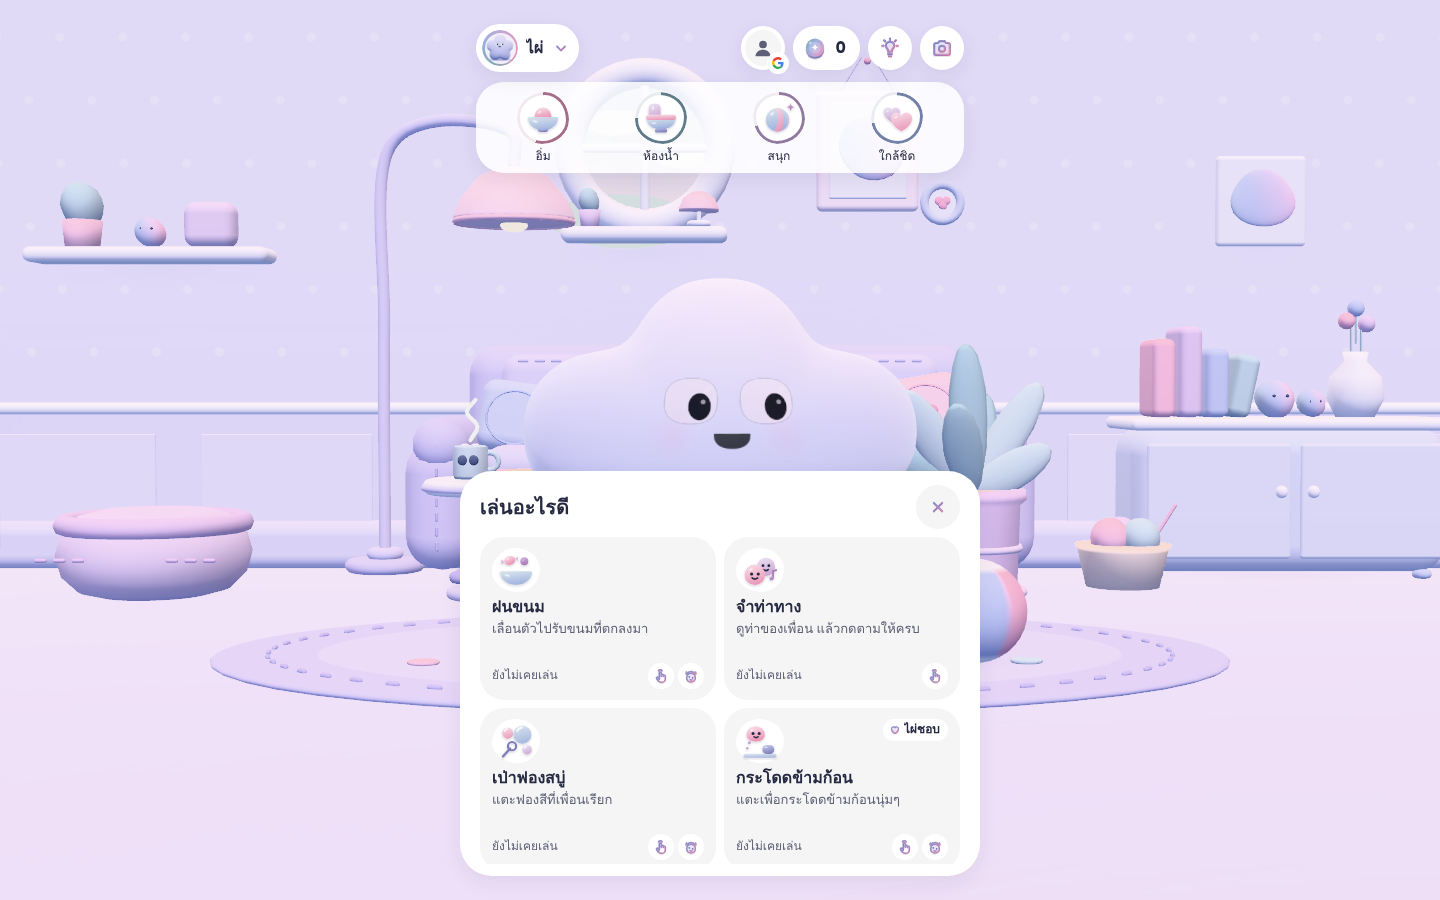 ไผ่
0
อิ่ม
ห้องน้ำ
สนุก
ใกล้ชิด
เล่นอะไรดี
ฝนขนม
เลื่อนตัวไปรับขนมที่ตกลงมา
ยังไม่เคยเล่น
จำท่าทาง
ดูท่าของเพื่อน แล้วกดตามให้ครบ
ยังไม่เคยเล่น
เป่าฟองสบู่
แตะฟองสีที่เพื่อนเรียก
ยังไม่เคยเล่น
ไผ่ชอบ
กระโดดข้ามก้อน
แตะเพื่อกระโดดข้ามก้อนนุ่มๆ
ยังไม่เคยเล่น